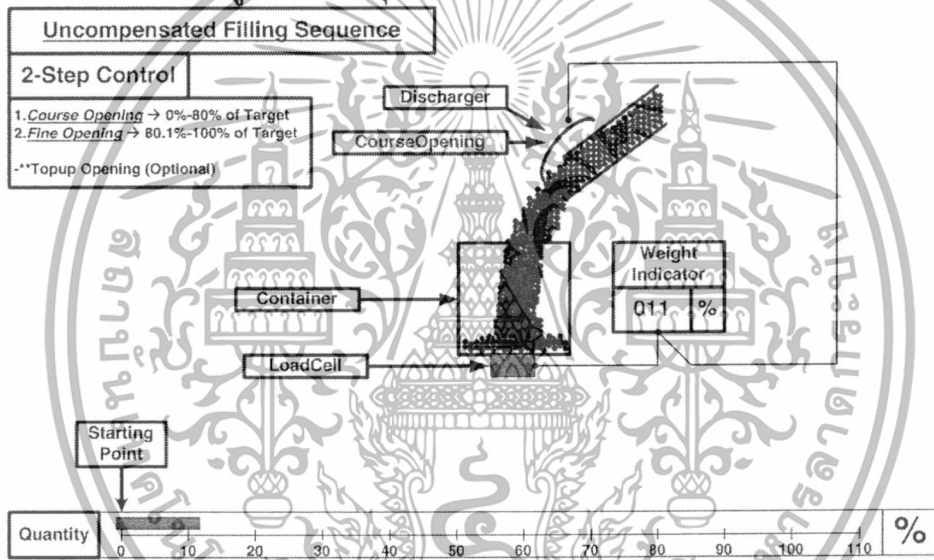 Uncompensated Filling Sequence
2-Step Control
1.Course Opening → 0%-80% of Target
2.Fine Opening → 80.1%-100% of Target
-**Topup Opening (Optional)
Discharger
CourseOpening
Container
LoadCell
Weight
Indicator
011 %
Starting
Point
Quantity
0 10 20 30 40 50 60 70 80 90 100 110 %